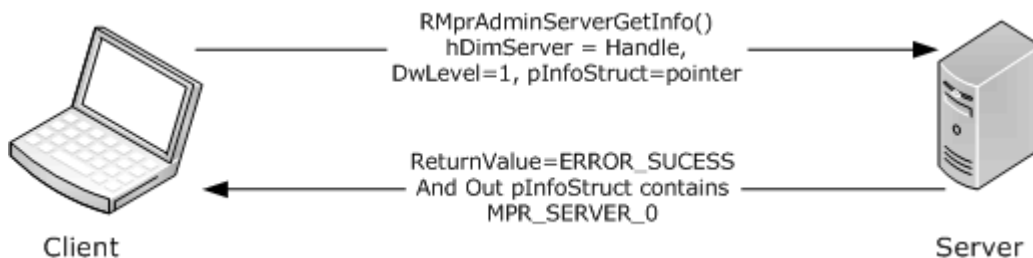 RMprAdminServerGetInfo()
hDimServer = Handle,
DwLevel=1, pInfoStruct=pointer
ReturnValue=ERROR_SUCESS
And Out pInfoStruct contains
MPR_SERVER_0
Client
Server